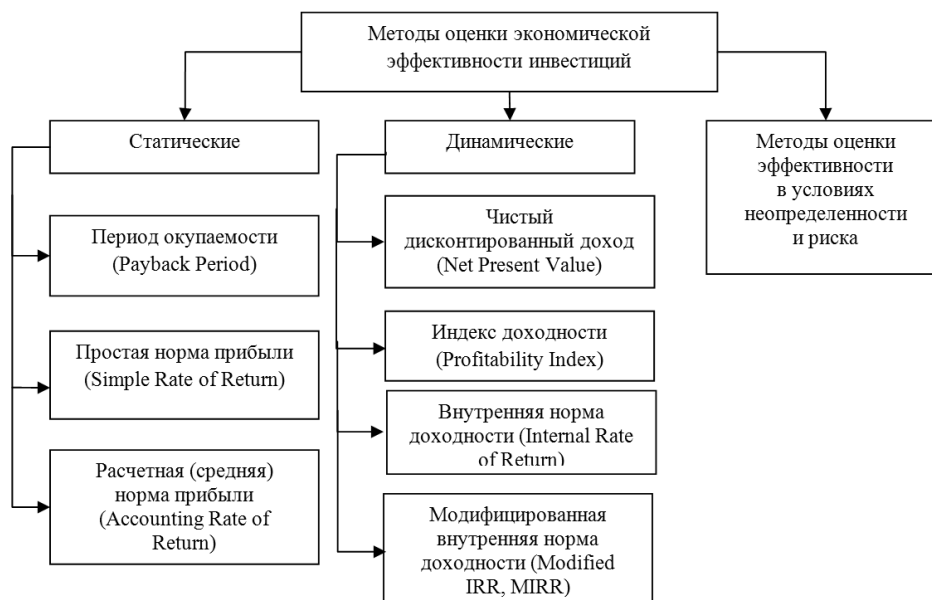 Методы оценки экономической
эффективности инвестиций
Статические
Период окупаемости
(Payback Period)
Простая норма прибыли
(Simple Rate of Return)
Расчетная (средняя)
норма прибыли
(Accounting Rate of
Return)
Динамические
Чистый
дисконтированный доход
(Net Present Value)
Индекс доходности
(Profitability Index)
Внутренняя норма
доходности (Internal Rate
of Return)
Модифицированная
внутренняя норма
доходности (Modified
IRR, MIRR)
Методы оценки
эффективности
в условиях
неопределенности
и риска